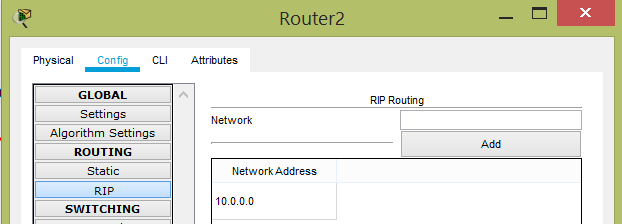 Router2
Physical Config CLI Attributes
GLOBAL
Settings
Algorithm Settings
ROUTING
Static
RIP
SWITCHING
RIP Routing
Network
Add
Network Address
10.0.0.0